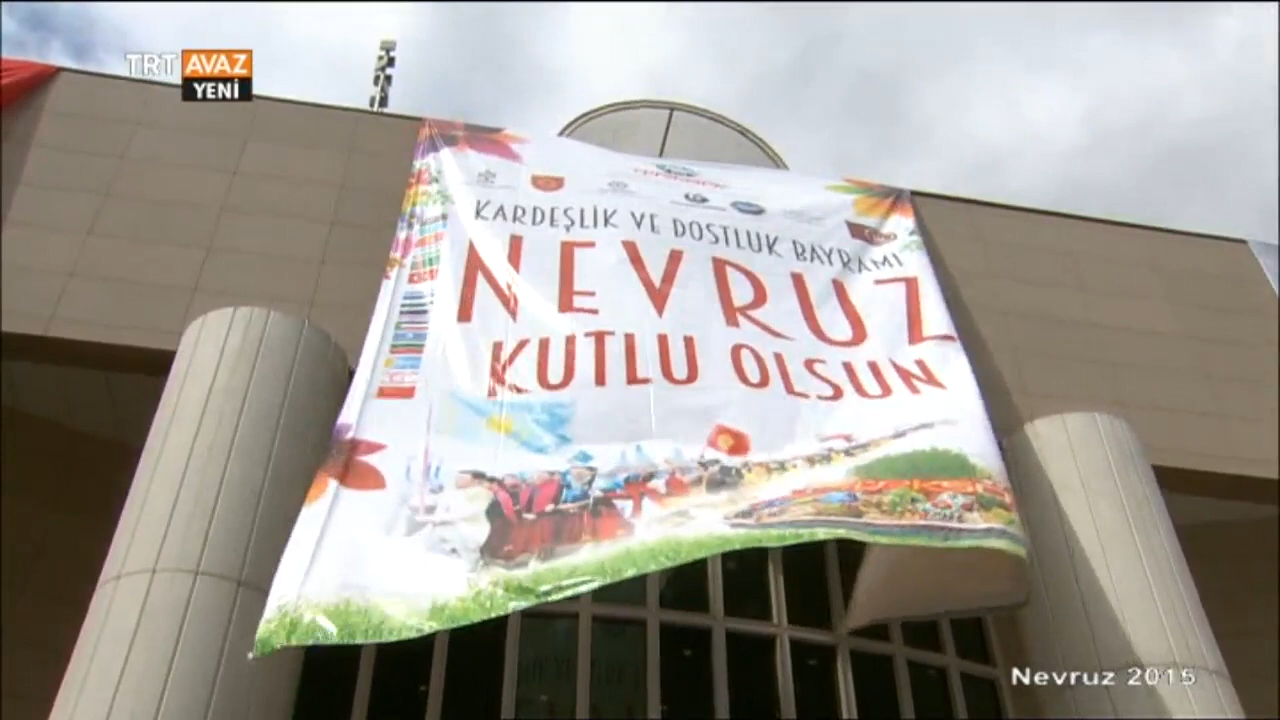 TRT AVAZ
YENİ
KARDEŞLİK VE DOSTLUK BAYRAMI
NEVRUZ
KUTLU OLSUN
Nevruz 2015